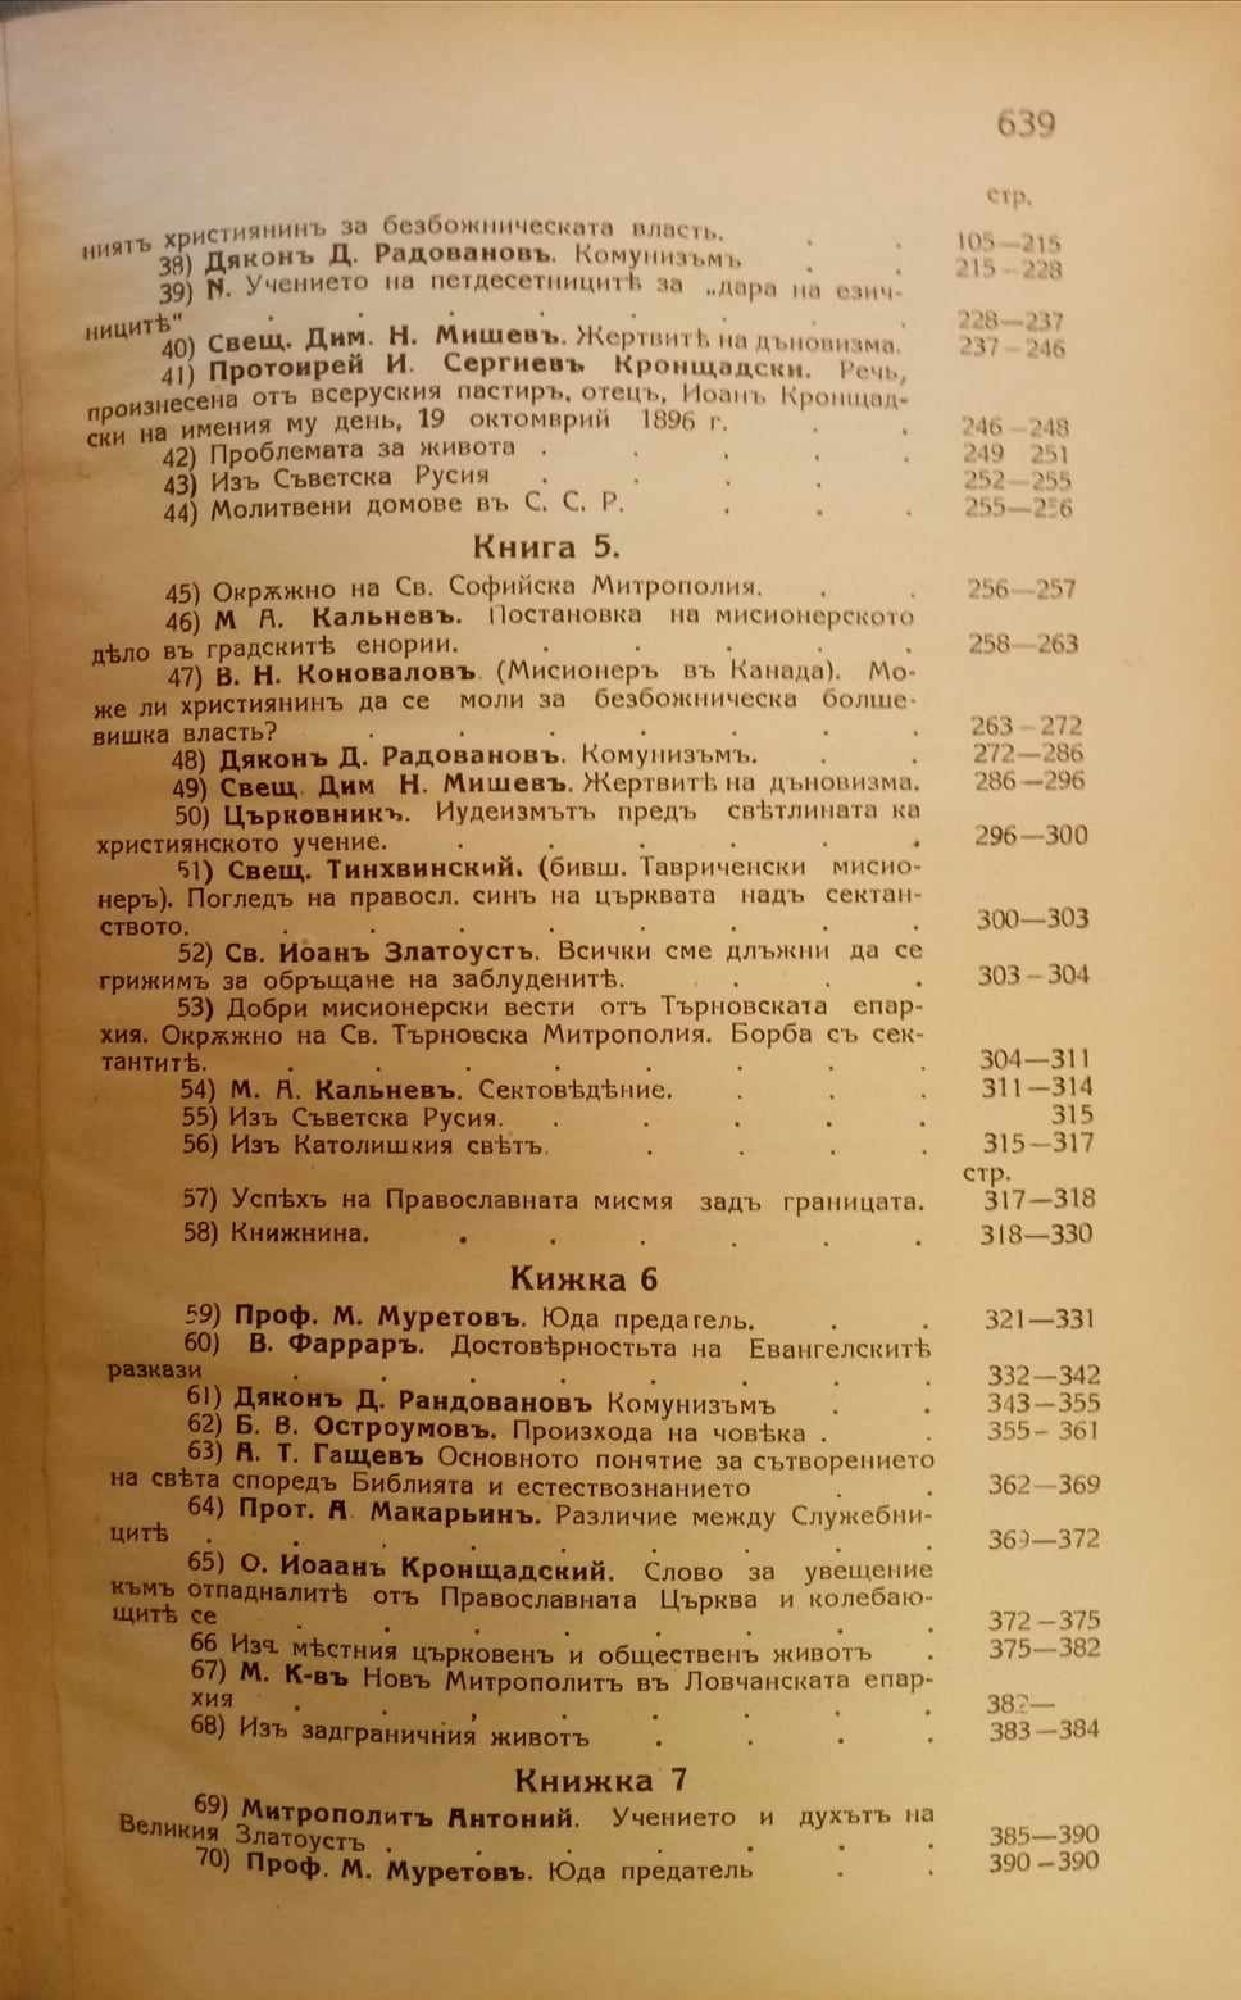 639
стр.
ниятъ християнинъ за безбожническата власть. . . 105—215
38) Дяконъ Д. Радовановъ. Комунизъмъ . . 215-228
39) N. Учението на петдесетницитѣ за „дара на езич-
ницитѣ" . . . . . . . . 228—237
40) Свещ. Дим. Н. Мишевъ. Жертвитѣ на дъновизма. 237-246
41) Протоирей И. Сергиевъ Кронщадски. Речь,
произнесена отъ всеруския пастиръ, отецъ, Иоанъ Кронщад-
ски на имения му день, 19 октомврий 1896 г. . . 246-248
42) Проблемата за живота . . . . . 249 251
43) Изъ Съветска Русия . . . . 252—255
44) Молитвени домове въ С. С. Р. . . . 255—256
Книга 5.
45) Окрѫжно на Св. Софийска Митрополия. . . 256—257
46) М А. Кальневъ. Постановка на мисионерското
дѣло въ градскитѣ енории. . . . . . 258—263
47) В. Н. Коноваловъ. (Мисионеръ въ Канада). Мо-
же ли християнинъ да се моли за безбожническа болше-
вишка власть? . . . . . . . 263-272
48) Дяконъ Д. Радовановъ. Комунизъмъ. . . 272—286
49) Свещ. Дим Н. Мишевъ. Жертвитѣ на дъновизма. 286—296
50) Църковникъ. Иудеизмътъ предъ свѣтлината ка
християнското учение. . . . . . . 296—300
51) Свещ. Тинхвинский. (бивш. Тавриченски мисио-
неръ). Погледъ на правосл. синъ на църквата надъ сектан-
ството. . . . . . . . . 300—303
52) Св. Иоанъ Златоустъ. Всички сме длъжни да се
грижимъ за обръщане на заблуденитѣ. . . . 303-304
53) Добри мисионерски вести отъ Търновската епар-
хия. Окрѫжно на Св. Търновска Митрополия. Борба съ сек-
тантитѣ. . . . . . . . . 304—311
54) М. А. Кальневъ. Сектовѣдѣние. . . . 311—314
55) Изъ Съветска Русия. . . . . . 315
56) Изъ Католишкия свѣтъ. . . . . 315—317
стр.
57) Успѣхъ на Православната мисмя задъ границата. 317—318
58) Книжнина. . . . . . . 318—330
Кижка 6
59) Проф. М. Муретовъ. Юда предатель. . . 321—331
60) В. Фарраръ. Достовѣрностьта на Евангелскитѣ
разкази . . . . . . . . 332—342
61) Дяконъ Д. Рандовановъ Комунизъмъ . . 343—355
62) Б. В. Остроумовъ. Произхода на човѣка . . 355- 361
63) А. Т. Гащевъ Основното понятие за сътворението
на свѣта споредъ Библията и естествознанието . . 362—369
64) Прот. А. Макарьинъ. Различие между Служебни-
цитѣ . . . . . . . . . 369—372
65) О. Иоаанъ Кронщадский. Слово за увещение
къмъ отпадналитѣ отъ Православната Църква и колебаю-
щитѣ се . . . . . . . . 372—375
66 Изъ мѣстния църковенъ и общественъ животъ . 375—382
67) М. К-въ Новъ Митрополитъ въ Ловчанската епар-
хия . . . . . . . . 382—
68) Изъ задграничния животъ . . . . 383—384
Книжка 7
69) Митрополитъ Антоний. Учението и духътъ на
Великия Златоустъ . . . . . . . 385—390
70) Проф. М. Муретовъ. Юда предатель . . 390-390